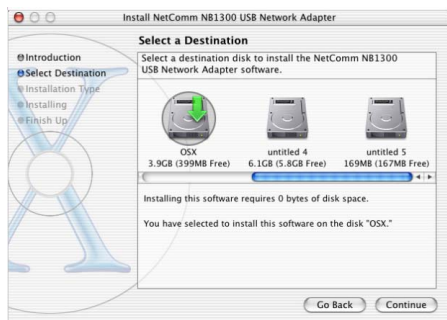 Install NetComm NB1300 USB Network Adapter
Select a Destination
Introduction
Select Destination
Installation Type
Installing
Finish Up
Select a destination disk to install the NetComm NB1300
USB Network Adapter software.
OSX
3.9GB (399MB Free)
untitled 4
6.1GB (5.8GB Free)
untitled 5
169MB (167MB Free)
Installing this software requires 0 bytes of disk space.
You have selected to install this software on the disk "OSX."
Go Back
Continue